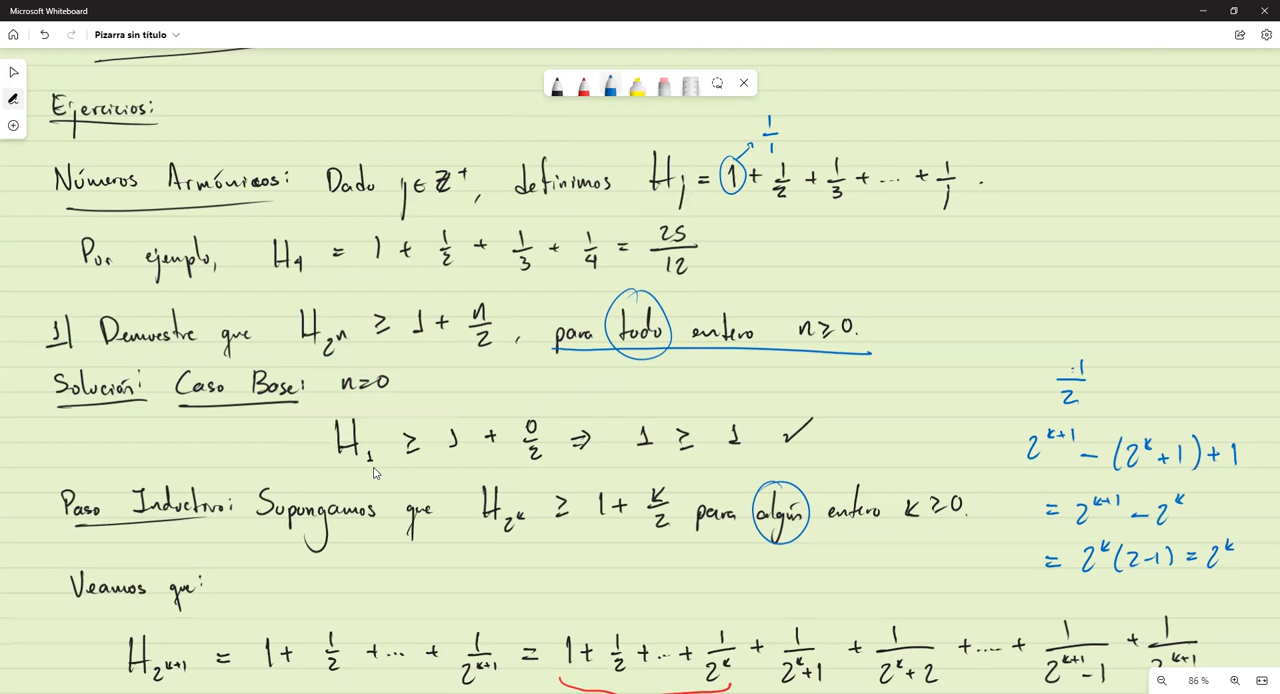 Microsoft Whiteboard
Pizarra sin título
Ejercicios:
Números Armónicos: Dado j ∈ ℤ⁺, definimos H_j = 1 + 1/2 + 1/3 + ... + 1/j .
1/1
Por ejemplo, H_4 = 1 + 1/2 + 1/3 + 1/4 = 25/12
1) Demuestre que H_{2^n} ≥ 1 + n/2 , para todo entero n ≥ 0.
Solución: Caso Base: n=0
H_1 ≥ 1 + 0/2 ⇒ 1 ≥ 1 ✓
Paso Inductivo: Supongamos que H_{2^k} ≥ 1 + k/2 para algún entero k ≥ 0.
Veamos que:
H_{2^{k+1}} = 1 + 1/2 + ... + 1/2^{k+1} = 1 + 1/2 + ... + 1/2^k + 1/(2^k+1) + 1/(2^k+2) + .... + 1/(2^{k+1}-1) + 1/2^{k+1}
2^{k+1} - (2^k+1) + 1
= 2^{k+1} - 2^k
= 2^k(2-1) = 2^k
86 %